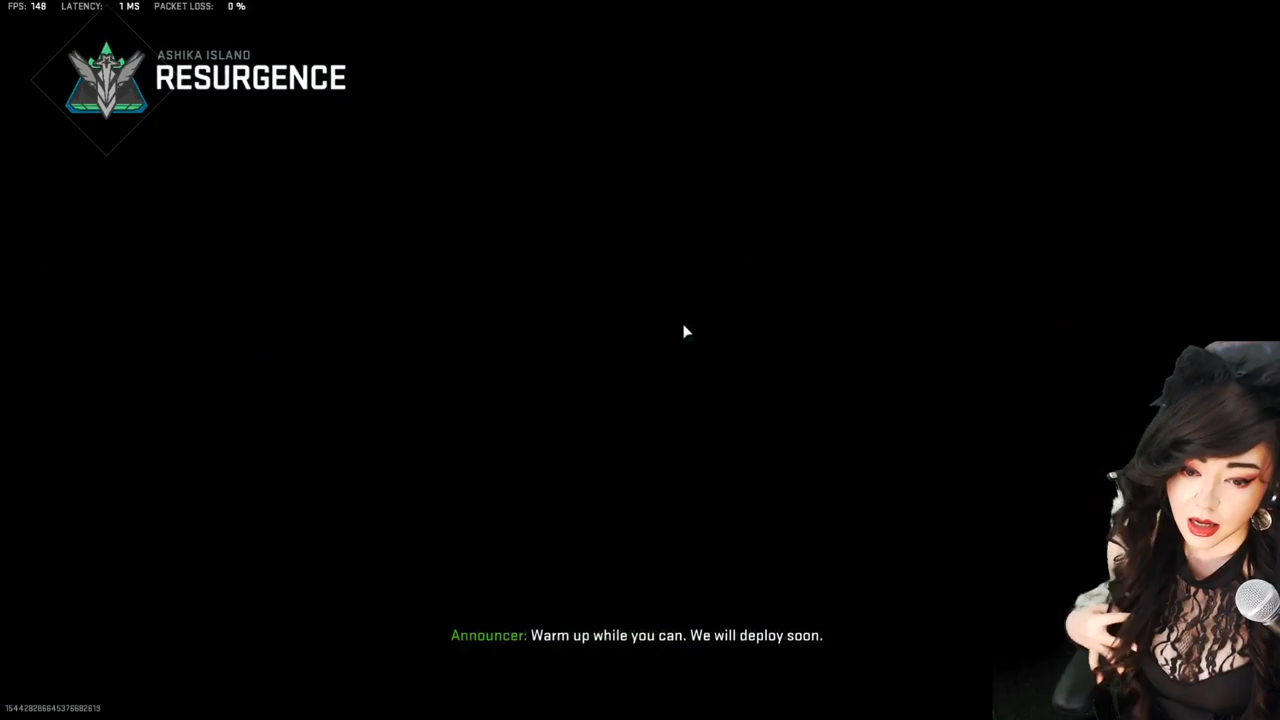 FPS: 148 LATENCY: 1 MS PACKET LOSS: 0 %
ASHIKA ISLAND
RESURGENCE
Announcer: Warm up while you can. We will deploy soon.